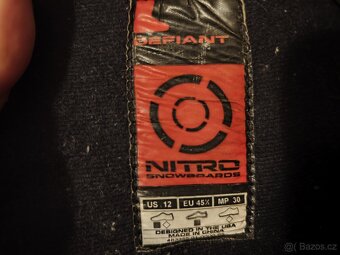 DEFIANT
NITRO
SNOWBOARDS
US 12 EU 45⅔ MP 30
DESIGNED IN THE USA
MADE IN CHINA
Bazos.cz